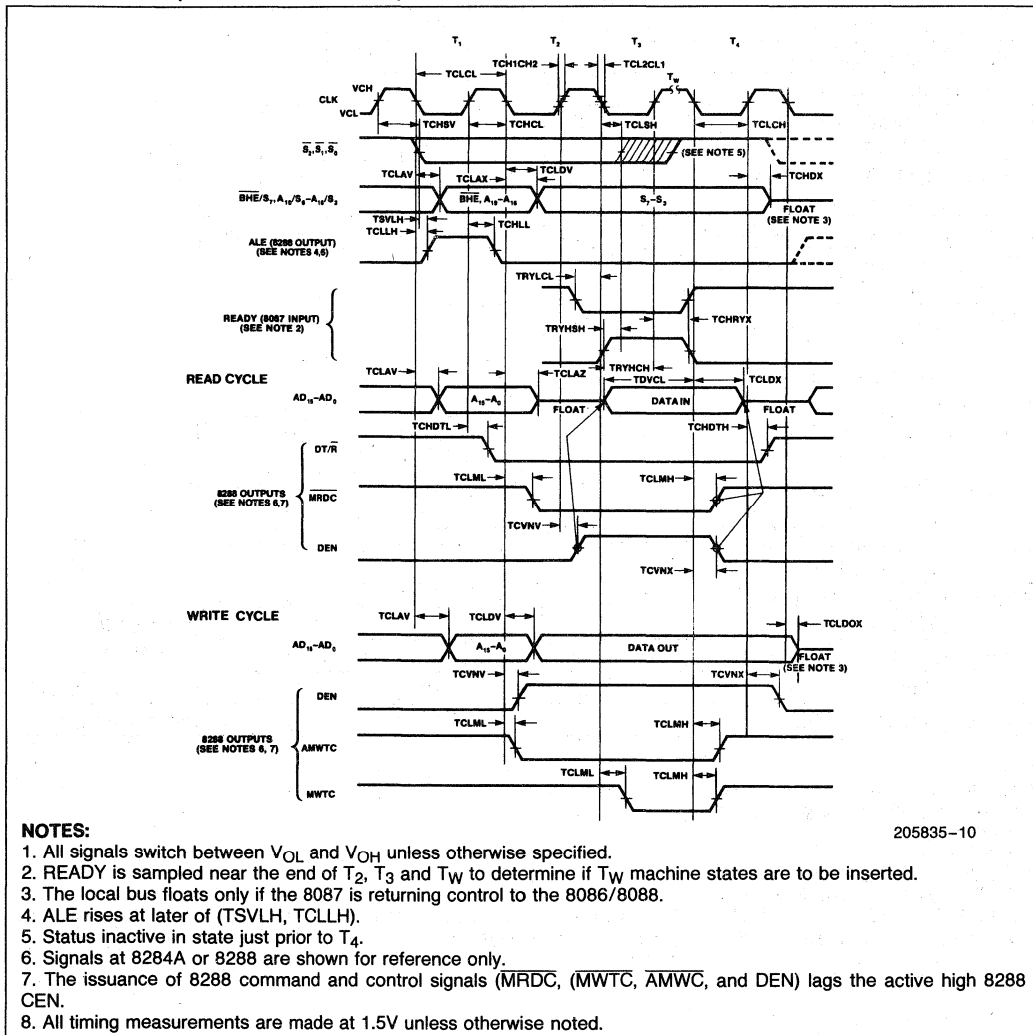 T1 T2 T3 T4
TCH1CH2 TCL2CL1
TCLCL TW
VCH
CLK
VCL
TCHSV TCHCL TCLSH TCLCH
S2, S1, S0 (SEE NOTE 5)
TCLAV TCLAX TCLDV TCHDX
BHE/S7, A19/S6–A16/S3 BHE, A19–A16 S7–S3 FLOAT
(SEE NOTE 3)
TSVLH
TCLLH TCHLL
ALE (8288 OUTPUT)
(SEE NOTES 4,6)
TRYLCL
READY (8087 INPUT)
(SEE NOTE 2)
TCHRYX
TRYHSH
TCLAV TCLAZ TRYHCH
READ CYCLE TDVCL TCLDX
AD15–AD0 A15–A0 FLOAT DATA IN FLOAT
TCHDTL TCHDTH
DT/R
8288 OUTPUTS
(SEE NOTES 6,7)
TCLML TCLMH
MRDC
TCVNV
DEN
TCVNX
WRITE CYCLE
TCLAV TCLDV TCLDOX
AD15–AD0 A15–A0 DATA OUT FLOAT
(SEE NOTE 3)
TCVNV TCVNX
DEN
TCLML TCLMH
8288 OUTPUTS
(SEE NOTES 6, 7)
AMWTC
TCLML TCLMH
MWTC
NOTES: 205835–10
1. All signals switch between VOL and VOH unless otherwise specified.
2. READY is sampled near the end of T2, T3 and TW to determine if TW machine states are to be inserted.
3. The local bus floats only if the 8087 is returning control to the 8086/8088.
4. ALE rises at later of (TSVLH, TCLLH).
5. Status inactive in state just prior to T4.
6. Signals at 8284A or 8288 are shown for reference only.
7. The issuance of 8288 command and control signals (MRDC, (MWTC, AMWC, and DEN) lags the active high 8288
CEN.
8. All timing measurements are made at 1.5V unless otherwise noted.